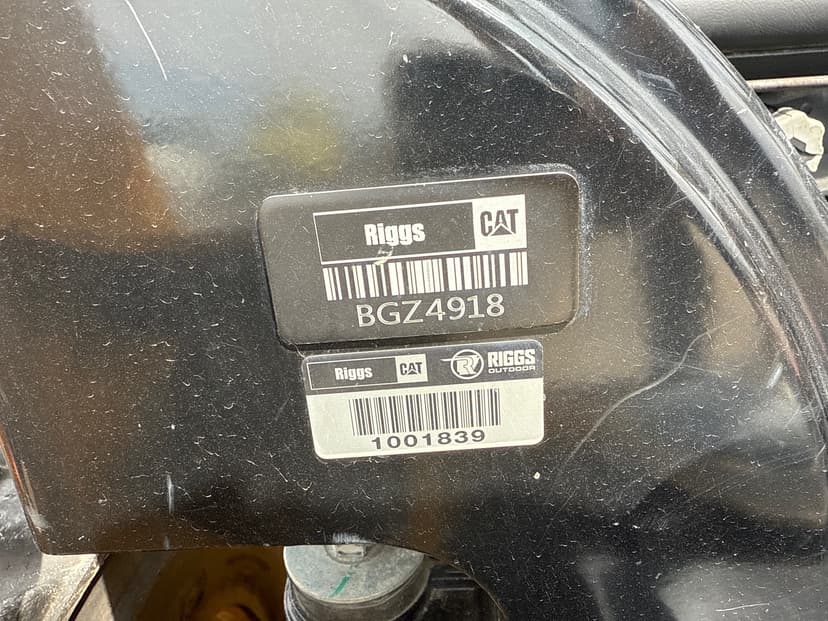 Riggs CAT
BGZ4918
Riggs CAT RIGGS
OUTDOOR
1001839